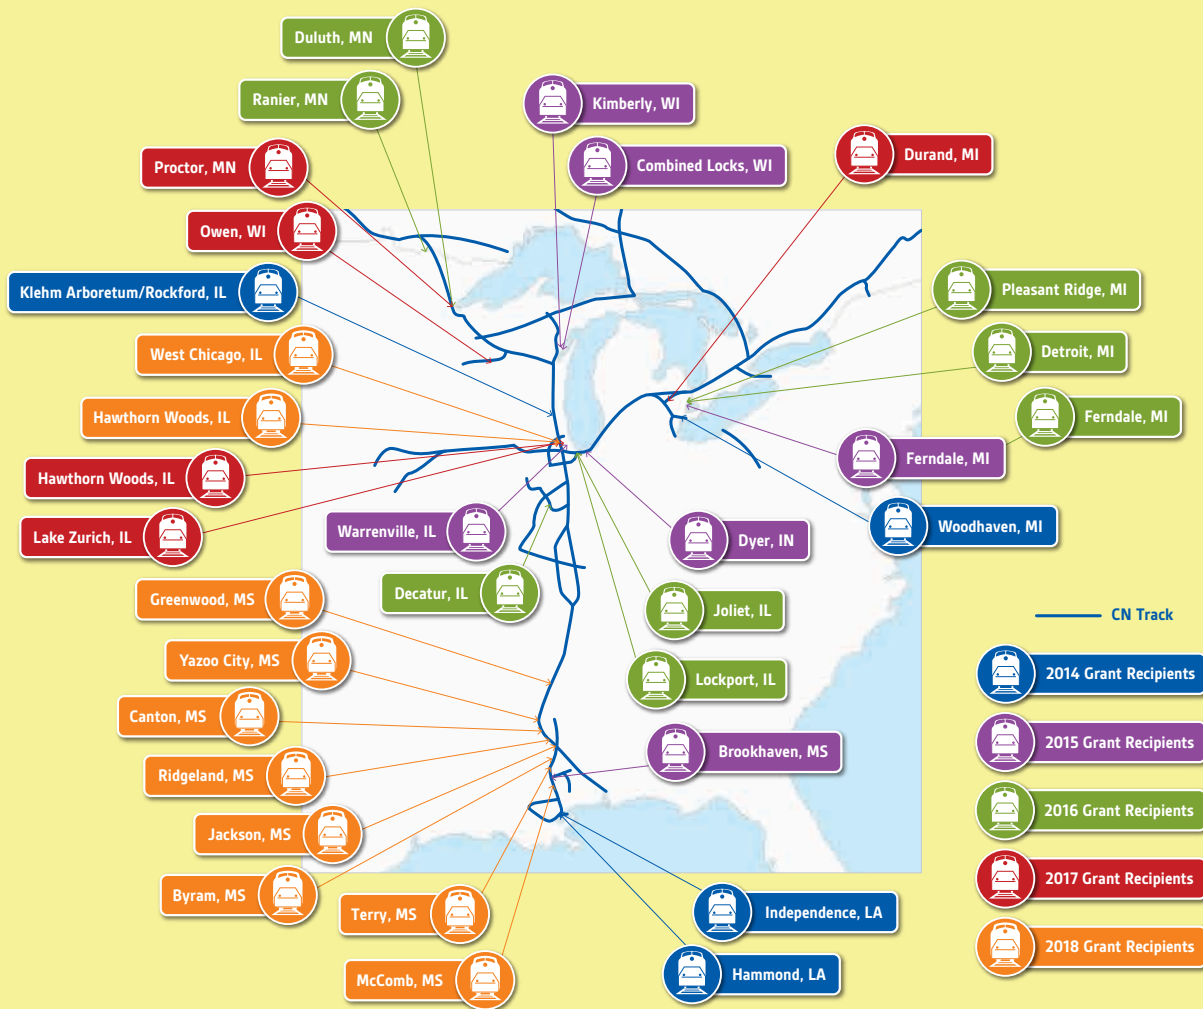 Duluth, MN
Ranier, MN
Kimberly, WI
Combined Locks, WI
Proctor, MN
Durand, MI
Owen, WI
Klehm Arboretum/Rockford, IL
Pleasant Ridge, MI
West Chicago, IL
Detroit, MI
Hawthorn Woods, IL
Ferndale, MI
Ferndale, MI
Hawthorn Woods, IL
Lake Zurich, IL
Warrenville, IL
Dyer, IN
Woodhaven, MI
Decatur, IL
Greenwood, MS
Joliet, IL
Yazoo City, MS
Lockport, IL
Canton, MS
Brookhaven, MS
Ridgeland, MS
Jackson, MS
Byram, MS
Terry, MS
Independence, LA
McComb, MS
Hammond, LA
CN Track
2014 Grant Recipients
2015 Grant Recipients
2016 Grant Recipients
2017 Grant Recipients
2018 Grant Recipients